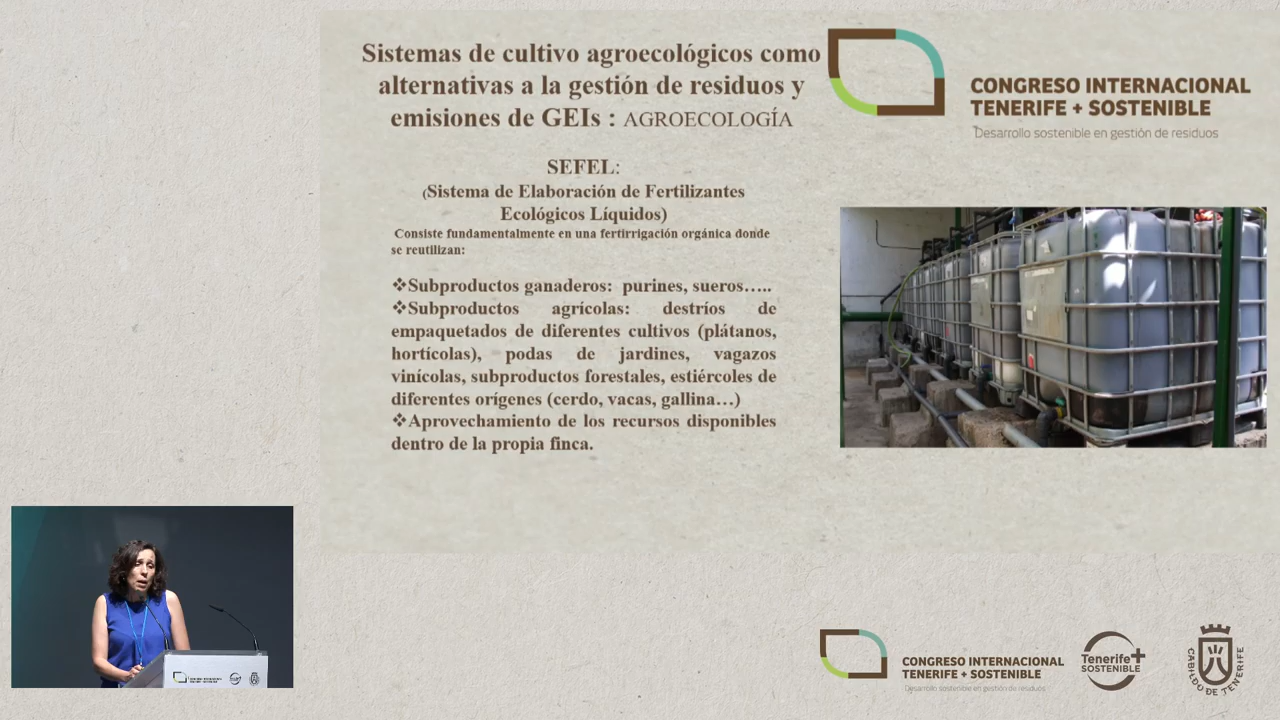 Sistemas de cultivo agroecológicos como
alternativas a la gestión de residuos y
emisiones de GEIs : AGROECOLOGÍA
SEFEL:
(Sistema de Elaboración de Fertilizantes
Ecológicos Líquidos)
Consiste fundamentalmente en una fertirrigación orgánica donde
se reutilizan:
❖Subproductos ganaderos: purines, sueros…..
❖Subproductos agrícolas: destríos de
empaquetados de diferentes cultivos (plátanos,
hortícolas), podas de jardines, vagazos
vinícolas, subproductos forestales, estiércoles de
diferentes orígenes (cerdo, vacas, gallina…)
❖Aprovechamiento de los recursos disponibles
dentro de la propia finca.
CONGRESO INTERNACIONAL
TENERIFE + SOSTENIBLE
Desarrollo sostenible en gestión de residuos
CONGRESO INTERNACIONAL
TENERIFE + SOSTENIBLE
Desarrollo sostenible en gestión de residuos
Tenerife+
SOSTENIBLE
CABILDO DE TENERIFE